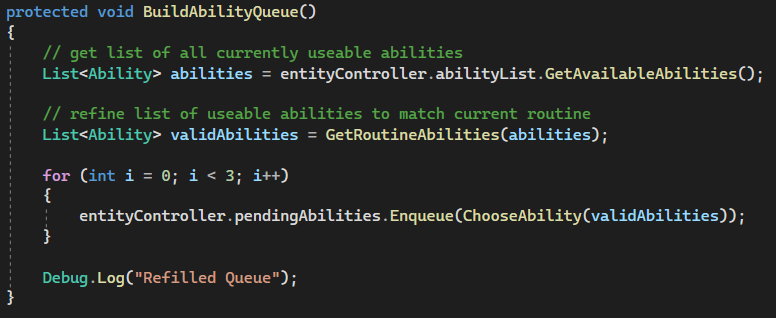 protected void BuildAbilityQueue()
{
    // get list of all currently useable abilities
    List<Ability> abilities = entityController.abilityList.GetAvailableAbilities();
    // refine list of useable abilities to match current routine
    List<Ability> validAbilities = GetRoutineAbilities(abilities);
    for (int i = 0; i < 3; i++)
    {
        entityController.pendingAbilities.Enqueue(ChooseAbility(validAbilities));
    }
    Debug.Log("Refilled Queue");
}